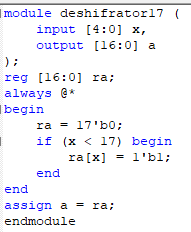 module deshifrator17 (
input [4:0] x,
output [16:0] a
);
reg [16:0] ra;
always @*
begin
ra = 17'b0;
if (x < 17) begin
ra[x] = 1'b1;
end
end
assign a = ra;
endmodule